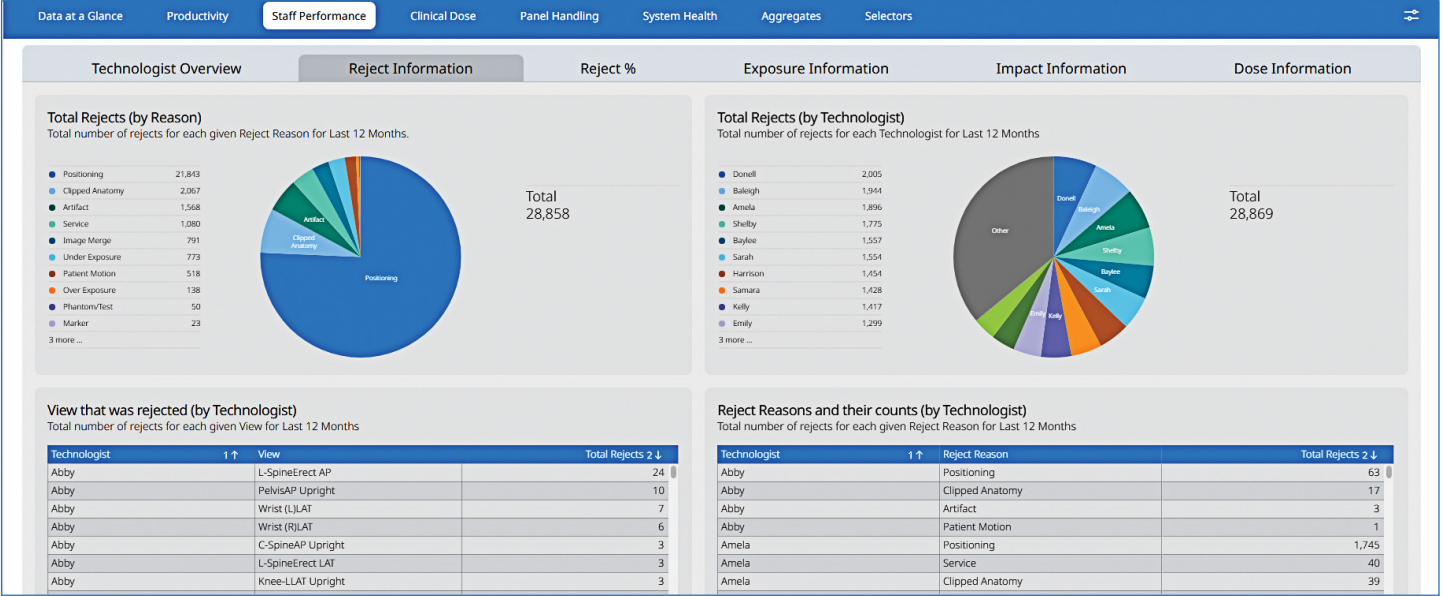 Data at a Glance Productivity Staff Performance Clinical Dose Panel Handling System Health Aggregates Selectors
Technologist Overview Reject Information Reject % Exposure Information Impact Information Dose Information
Total Rejects (by Reason)
Total number of rejects for each given Reject Reason for Last 12 Months.
Positioning 21,843
Clipped Anatomy 2,067
Artifact 1,568
Service 1,080
Image Merge 791
Under Exposure 773
Patient Motion 518
Over Exposure 138
Phantom/Test 50
Marker 23
3 more ...
Artifact
Clipped
Anatomy
Positioning
Total
28,858
Total Rejects (by Technologist)
Total number of rejects for each Technologist for Last 12 Months
Donell 2,005
Baleigh 1,944
Amela 1,896
Shelby 1,775
Baylee 1,557
Sarah 1,554
Harrison 1,454
Samara 1,428
Kelly 1,417
Emily 1,299
3 more ...
Donell
Baleigh
Amela
Other
Shelby
Baylee
Sarah
Emily Kelly
Total
28,869
View that was rejected (by Technologist)
Total number of rejects for each given View for Last 12 Months
Technologist 1↑ View Total Rejects 2↓
Abby L-SpineErect AP 24
Abby PelvisAP Upright 10
Abby Wrist (L)LAT 7
Abby Wrist (R)LAT 6
Abby C-SpineAP Upright 3
Abby L-SpineErect LAT 3
Abby Knee-LLAT Upright 3
Reject Reasons and their counts (by Technologist)
Total number of rejects for each given Reject Reason for Last 12 Months
Technologist 1↑ Reject Reason Total Rejects 2↓
Abby Positioning 63
Abby Clipped Anatomy 17
Abby Artifact 3
Abby Patient Motion 1
Amela Positioning 1,745
Amela Service 40
Amela Clipped Anatomy 39